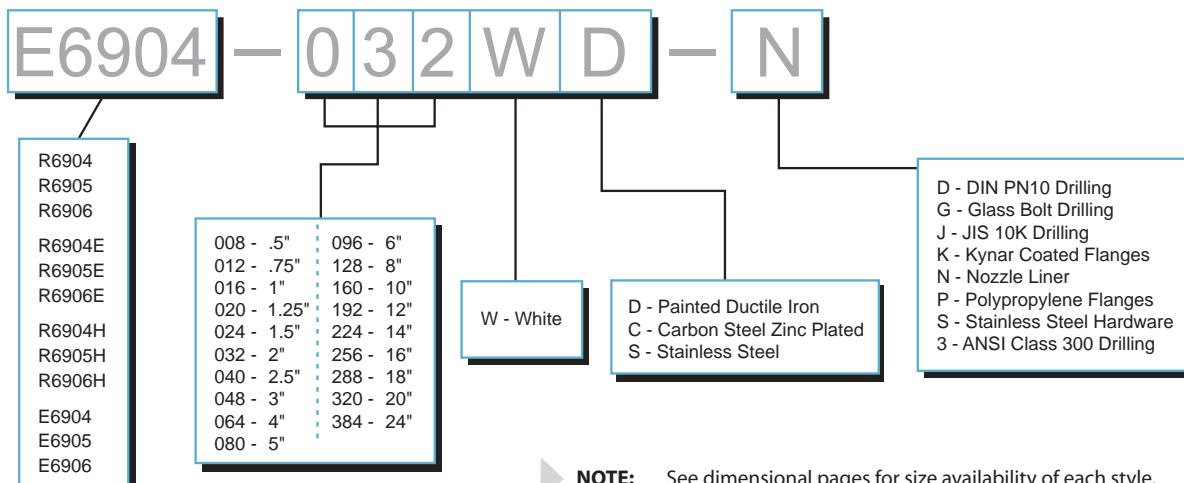 E6904 — 032WD — N
R6904
R6905
R6906
R6904E
R6905E
R6906E
R6904H
R6905H
R6906H
E6904
E6905
E6906
008 - .5"
012 - .75"
016 - 1"
020 - 1.25"
024 - 1.5"
032 - 2"
040 - 2.5"
048 - 3"
064 - 4"
080 - 5"
096 - 6"
128 - 8"
160 - 10"
192 - 12"
224 - 14"
256 - 16"
288 - 18"
320 - 20"
384 - 24"
W - White
D - Painted Ductile Iron
C - Carbon Steel Zinc Plated
S - Stainless Steel
D - DIN PN10 Drilling
G - Glass Bolt Drilling
J - JIS 10K Drilling
K - Kynar Coated Flanges
N - Nozzle Liner
P - Polypropylene Flanges
S - Stainless Steel Hardware
3 - ANSI Class 300 Drilling
NOTE: See dimensional pages for size availability of each style.